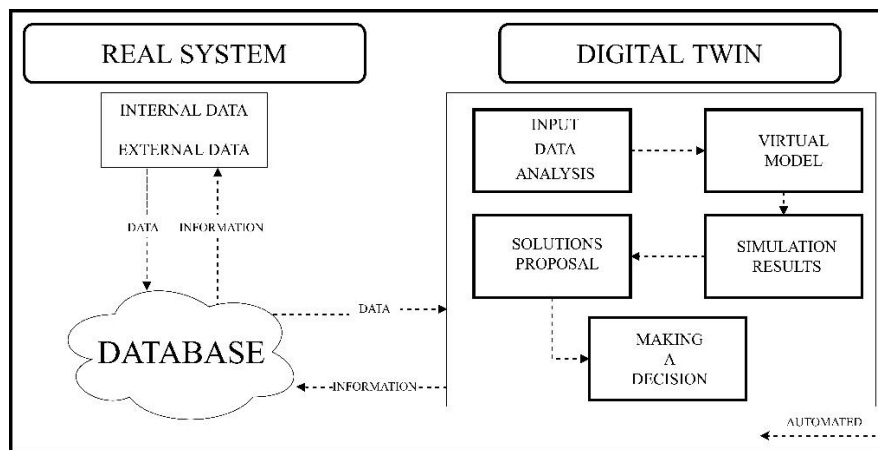 REAL SYSTEM
DIGITAL TWIN
INTERNAL DATA
EXTERNAL DATA
DATA
INFORMATION
DATABASE
DATA
INFORMATION
INPUT
DATA
ANALYSIS
VIRTUAL
MODEL
SOLUTIONS
PROPOSAL
SIMULATION
RESULTS
MAKING
A
DECISION
AUTOMATED